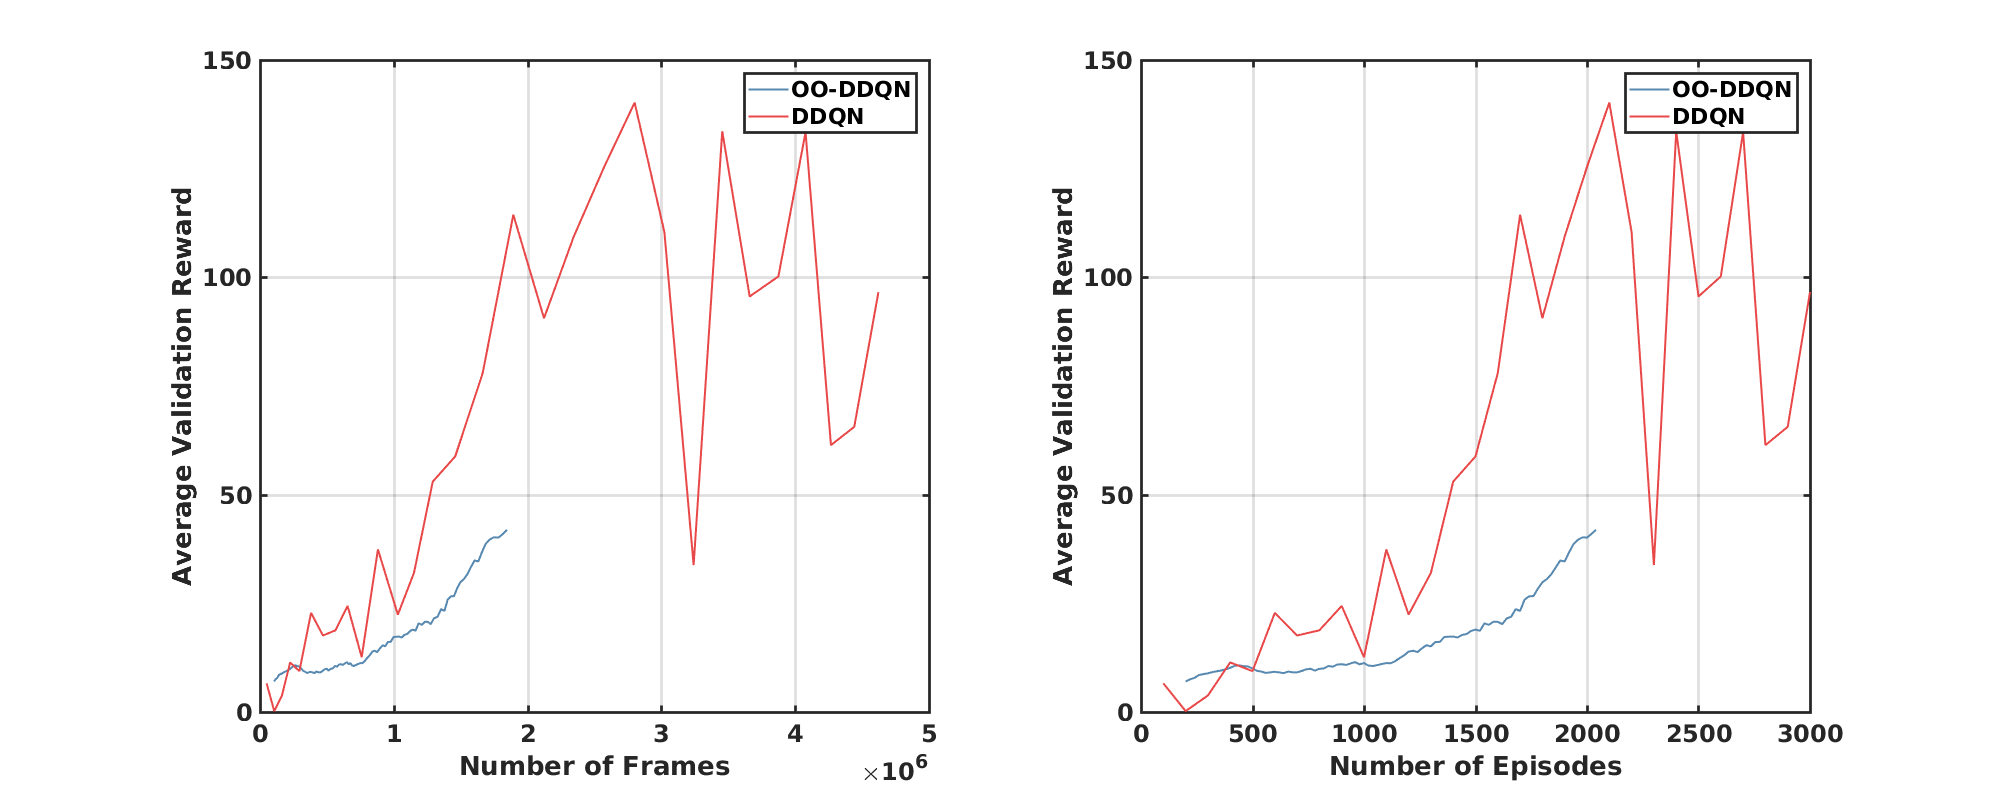 150
100
50
0
Average Validation Reward
OO-DDQN
DDQN
0 1 2 3 4 5
Number of Frames
×10^6
150
100
50
0
Average Validation Reward
OO-DDQN
DDQN
0 500 1000 1500 2000 2500 3000
Number of Episodes